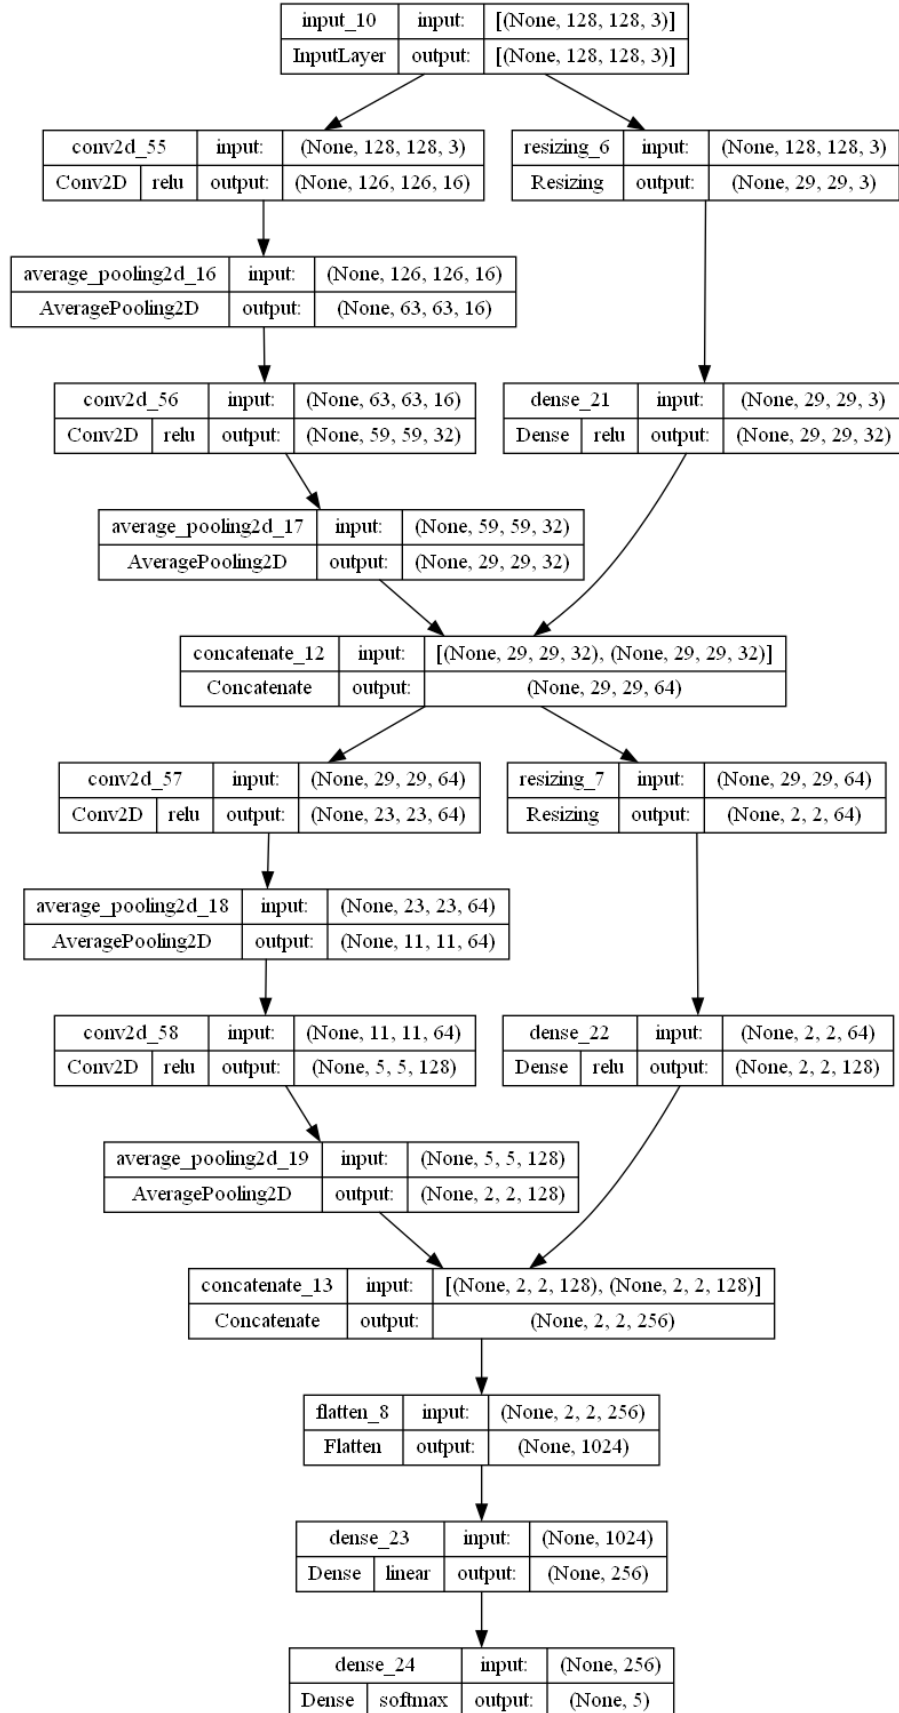 input_10 input: [(None, 128, 128, 3)]
InputLayer output: [(None, 128, 128, 3)]
conv2d_55 input: (None, 128, 128, 3)
Conv2D relu output: (None, 126, 126, 16)
resizing_6 input: (None, 128, 128, 3)
Resizing output: (None, 29, 29, 3)
average_pooling2d_16 input: (None, 126, 126, 16)
AveragePooling2D output: (None, 63, 63, 16)
conv2d_56 input: (None, 63, 63, 16)
Conv2D relu output: (None, 59, 59, 32)
dense_21 input: (None, 29, 29, 3)
Dense relu output: (None, 29, 29, 32)
average_pooling2d_17 input: (None, 59, 59, 32)
AveragePooling2D output: (None, 29, 29, 32)
concatenate_12 input: [(None, 29, 29, 32), (None, 29, 29, 32)]
Concatenate output: (None, 29, 29, 64)
conv2d_57 input: (None, 29, 29, 64)
Conv2D relu output: (None, 23, 23, 64)
resizing_7 input: (None, 29, 29, 64)
Resizing output: (None, 2, 2, 64)
average_pooling2d_18 input: (None, 23, 23, 64)
AveragePooling2D output: (None, 11, 11, 64)
conv2d_58 input: (None, 11, 11, 64)
Conv2D relu output: (None, 5, 5, 128)
dense_22 input: (None, 2, 2, 64)
Dense relu output: (None, 2, 2, 128)
average_pooling2d_19 input: (None, 5, 5, 128)
AveragePooling2D output: (None, 2, 2, 128)
concatenate_13 input: [(None, 2, 2, 128), (None, 2, 2, 128)]
Concatenate output: (None, 2, 2, 256)
flatten_8 input: (None, 2, 2, 256)
Flatten output: (None, 1024)
dense_23 input: (None, 1024)
Dense linear output: (None, 256)
dense_24 input: (None, 256)
Dense softmax output: (None, 5)